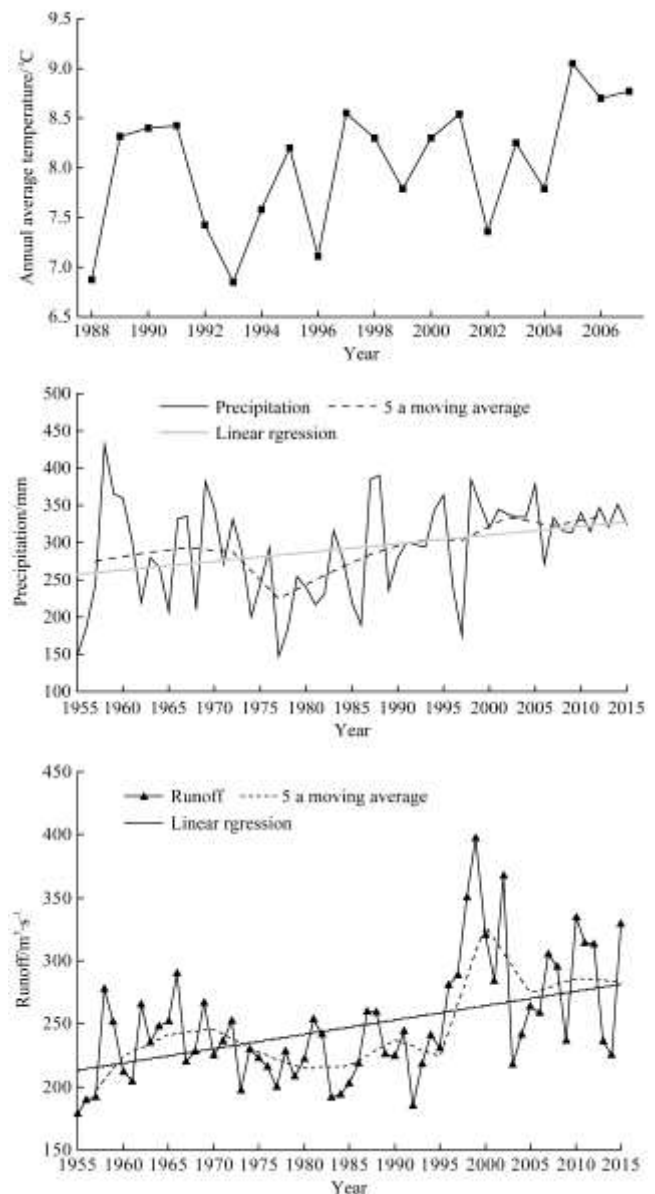 9.5
9.0
8.5
8.0
7.5
7.0
6.5
Annual average temperature/°C
1988 1990 1992 1994 1996 1998 2000 2002 2004 2006
Year
500
450
400
350
300
250
200
150
100
Precipitation/mm
Precipitation 5 a moving average
Linear rgression
1955 1960 1965 1970 1975 1980 1985 1990 1995 2000 2005 2010 2015
Year
450
400
350
300
250
200
150
Runoff/m³·s⁻¹
Runoff 5 a moving average
Linear rgression
1955 1960 1965 1970 1975 1980 1985 1990 1995 2000 2005 2010 2015
Year